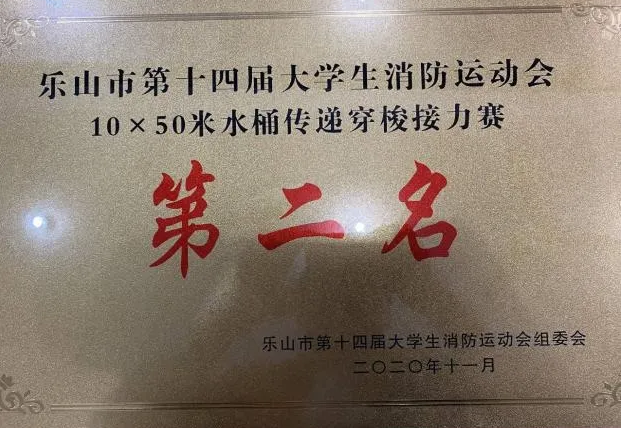 乐山市第十四届大学生消防运动会
10×50米水桶传递穿梭接力赛
第二名
乐山市第十四届大学生消防运动会组委会
二〇二〇年十一月